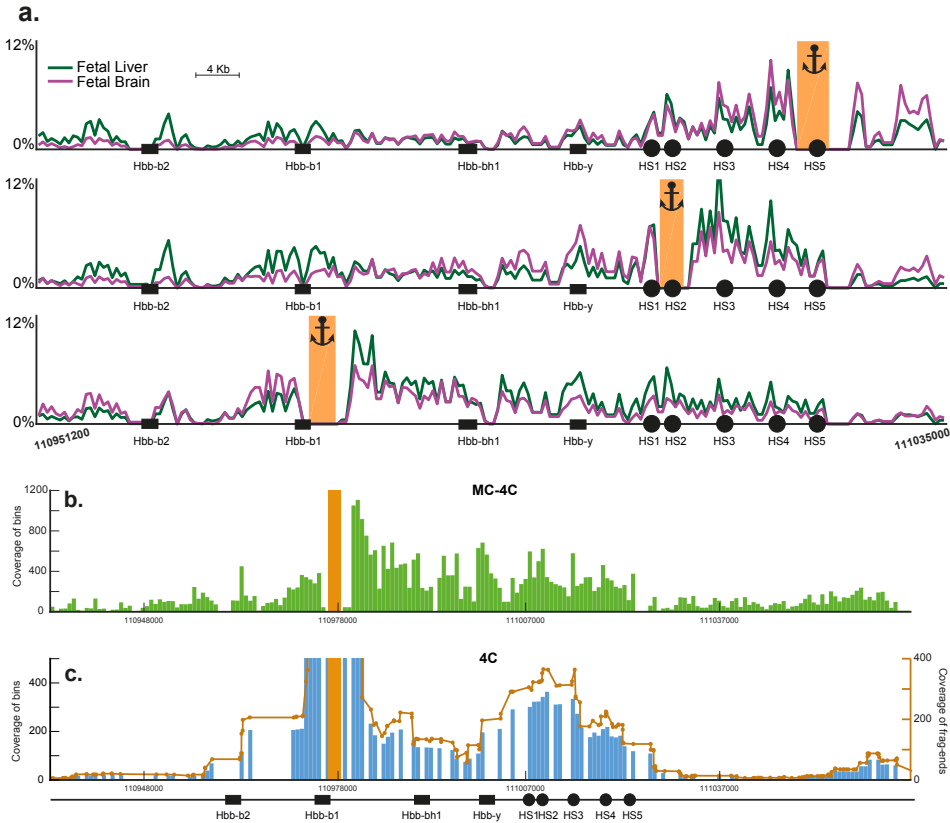 a.
12%
Fetal Liver
Fetal Brain
4 Kb
0%
Hbb-b2 Hbb-b1 Hbb-bh1 Hbb-y HS1 HS2 HS3 HS4 HS5
12%
0%
Hbb-b2 Hbb-b1 Hbb-bh1 Hbb-y HS1 HS2 HS3 HS4 HS5
12%
0%
110951200 Hbb-b2 Hbb-b1 Hbb-bh1 Hbb-y HS1 HS2 HS3 HS4 HS5 111035000
b.
MC-4C
Coverage of bins
1200
800
400
0
110948000 110978000 111007000 111037000
c.
4C
Coverage of bins
400
200
0
400
200
0
Coverage of frag-ends
110948000 110978000 111007000 111037000
Hbb-b2 Hbb-b1 Hbb-bh1 Hbb-y HS1 HS2 HS3 HS4 HS5